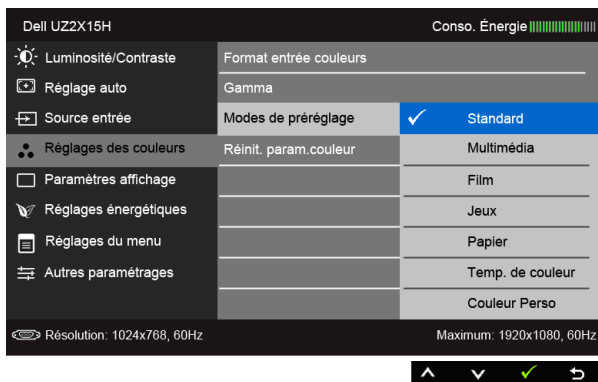 Dell UZ2X15H Conso. Énergie
Luminosité/Contraste Format entrée couleurs
Réglage auto Gamma
Source entrée Modes de préréglage Standard
Réglages des couleurs Réinit. param.couleur Multimédia
Paramètres affichage Film
Réglages énergétiques Jeux
Réglages du menu Papier
Autres paramétrages Temp. de couleur
Couleur Perso
Résolution: 1024x768, 60Hz Maximum: 1920x1080, 60Hz